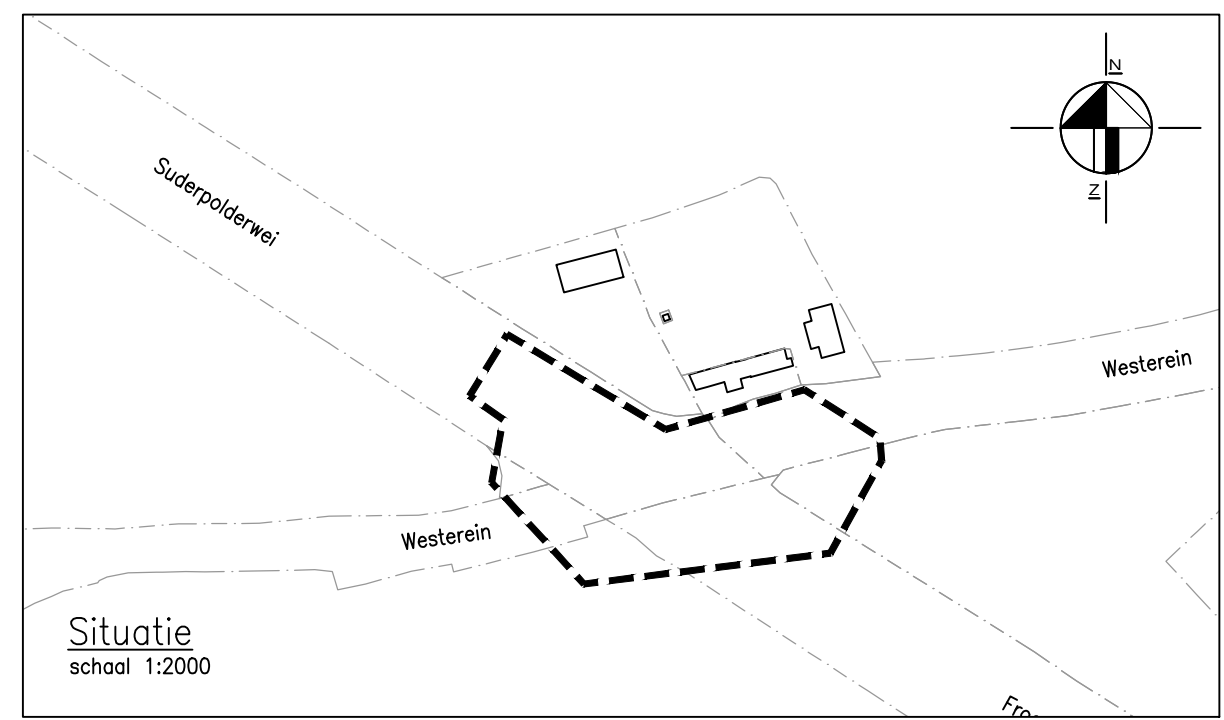 N
Suderpolderwei
Z
Westerein
Westerein
Situatie
schaal 1:2000